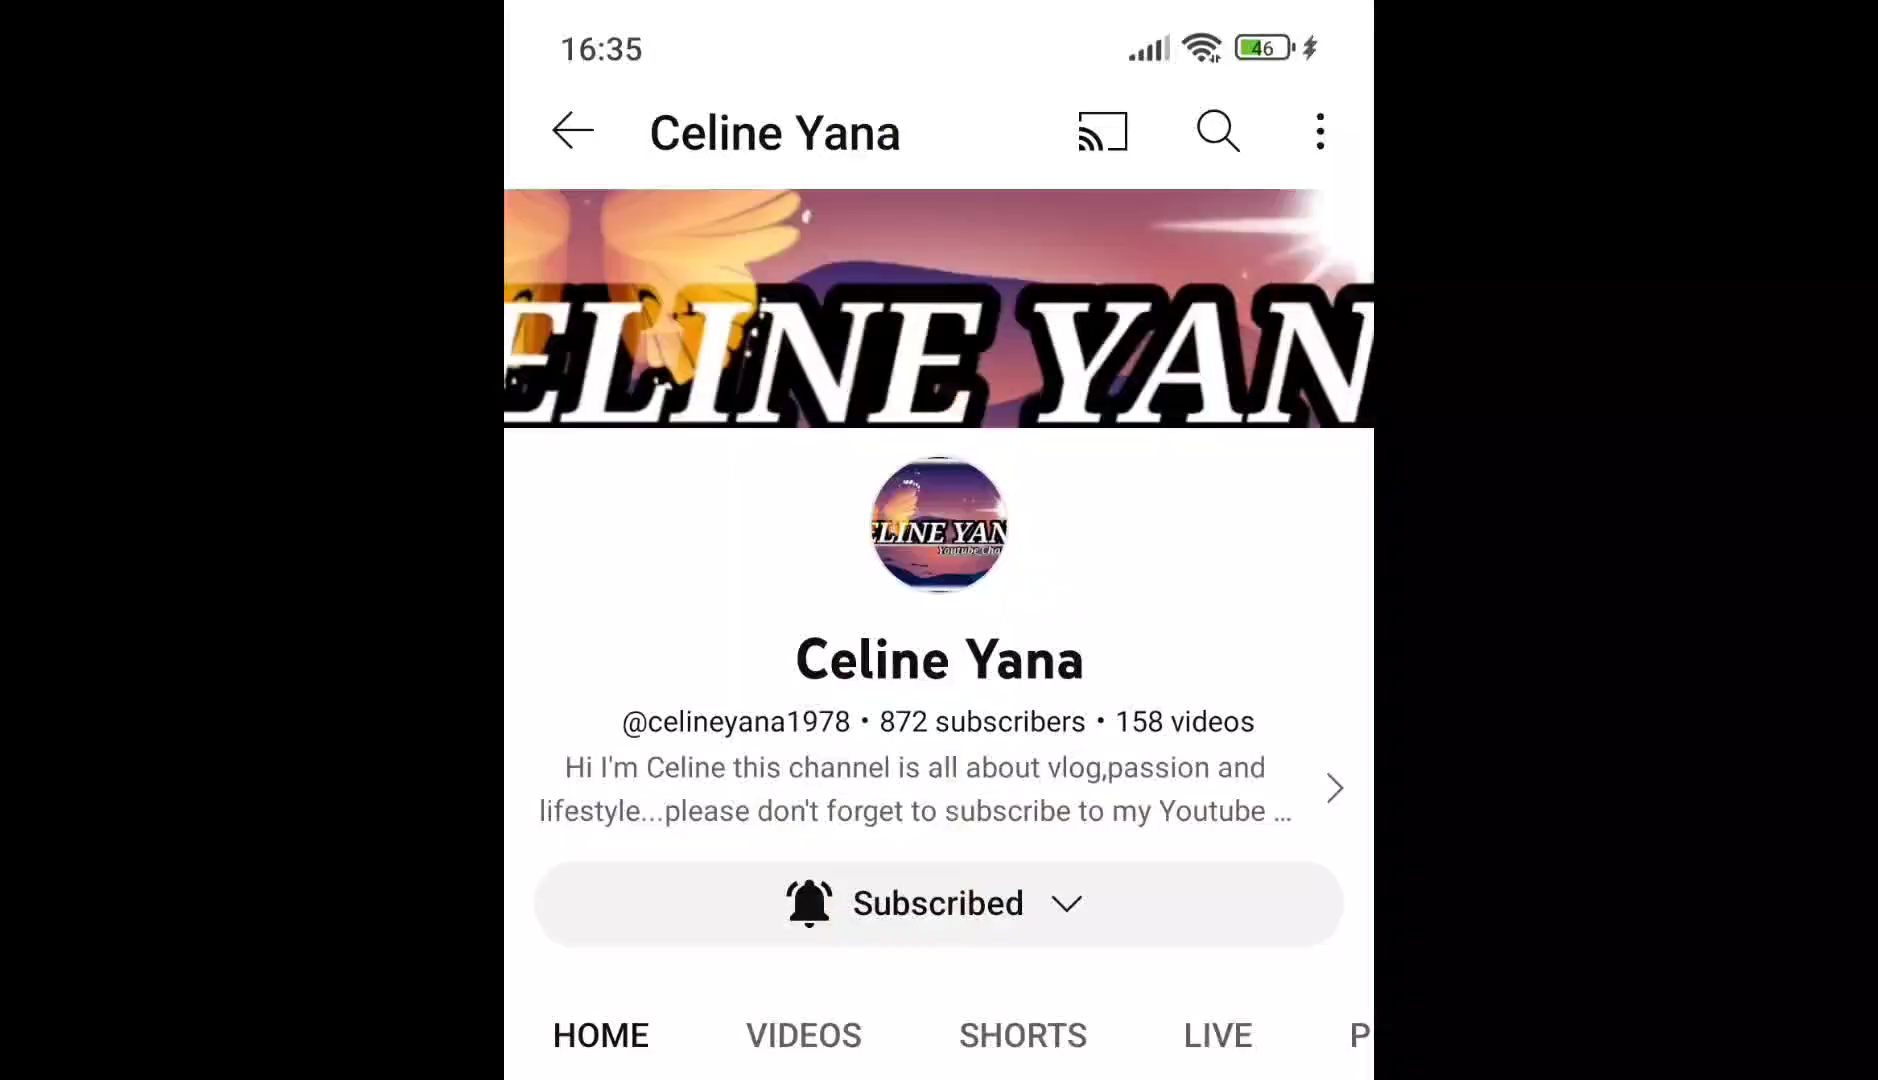 16:35
46
Celine Yana
ELINE YAN
ELINE YAN
Youtube Cha
Celine Yana
@celineyana1978 • 872 subscribers • 158 videos
Hi I'm Celine this channel is all about vlog,passion and
lifestyle...please don't forget to subscribe to my Youtube ...
Subscribed
HOME VIDEOS SHORTS LIVE P